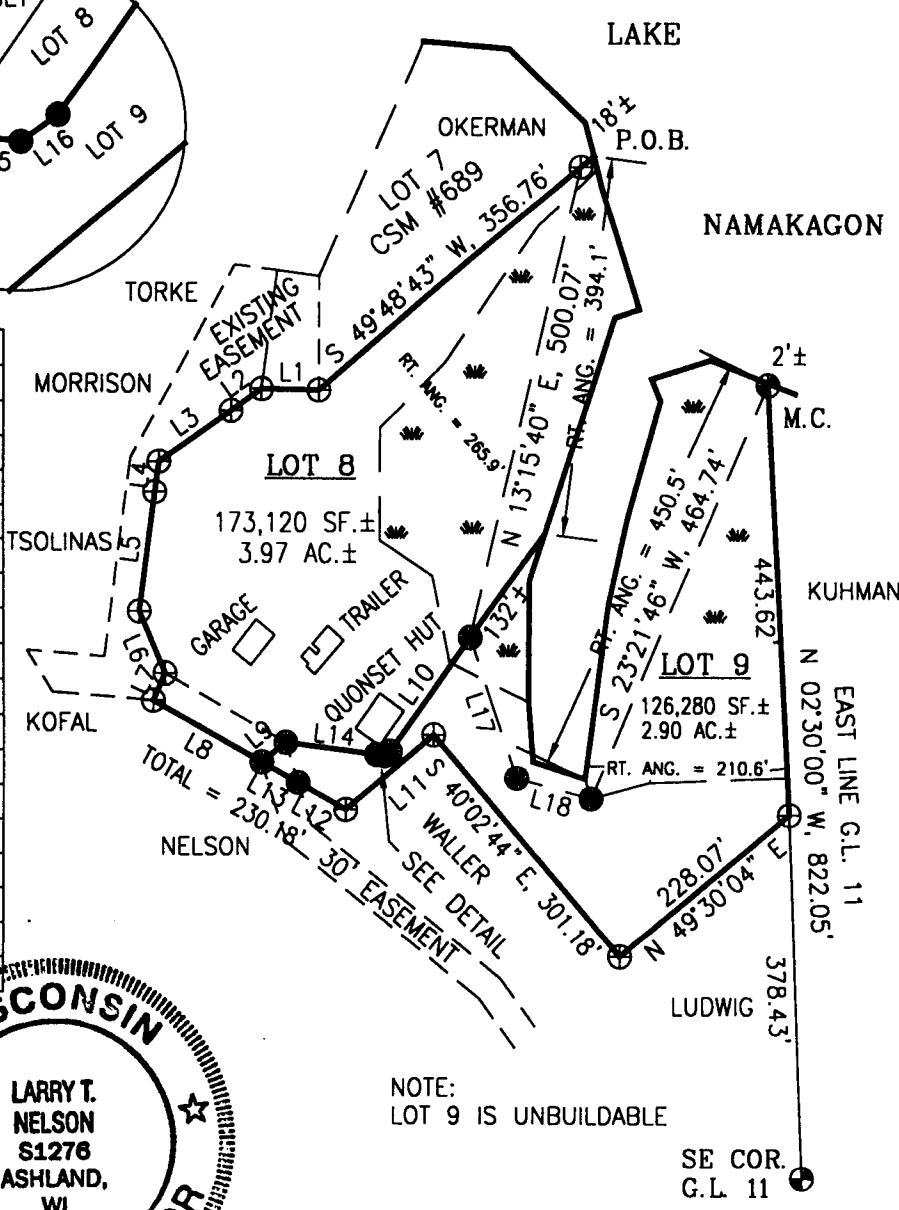 LOT 8
L16
LOT 9
LAKE
NAMAKAGON
18'±
P.O.B.
OKERMAN
LOT 7
CSM #689
S 49°48'43" W, 356.76'
TORKE
EXISTING
EASEMENT
MORRISON
L1
L2
L3
L4
L5
L6
L7
TSOLINAS
KOFAL
LOT 8
173,120 SF.±
3.97 AC.±
RT. ANG. = 265.9'
N 13°15'40" E, 500.07'
RT. ANG. = 394.1'
2'±
M.C.
RT. ANG. = 450.5'
S 23°21'46" W, 464.74'
443.62'
KUHMAN
GARAGE
TRAILER
QUONSET HUT
132'±
L10
L17
L18
LOT 9
126,280 SF.±
2.90 AC.±
RT. ANG. = 210.6'
EAST LINE G.L. 11
N 02°30'00" W, 822.05'
L8
L9
L14
L13
L12
L11
TOTAL = 230.18'
NELSON
30' EASEMENT
SEE DETAIL
WALLER
S 40°02'44" E, 301.18'
228.07'
N 49°30'04" E
LUDWIG
378.43'
NOTE:
LOT 9 IS UNBUILDABLE
SE COR.
G.L. 11
LARRY T.
NELSON
S1276
ASHLAND,
WI